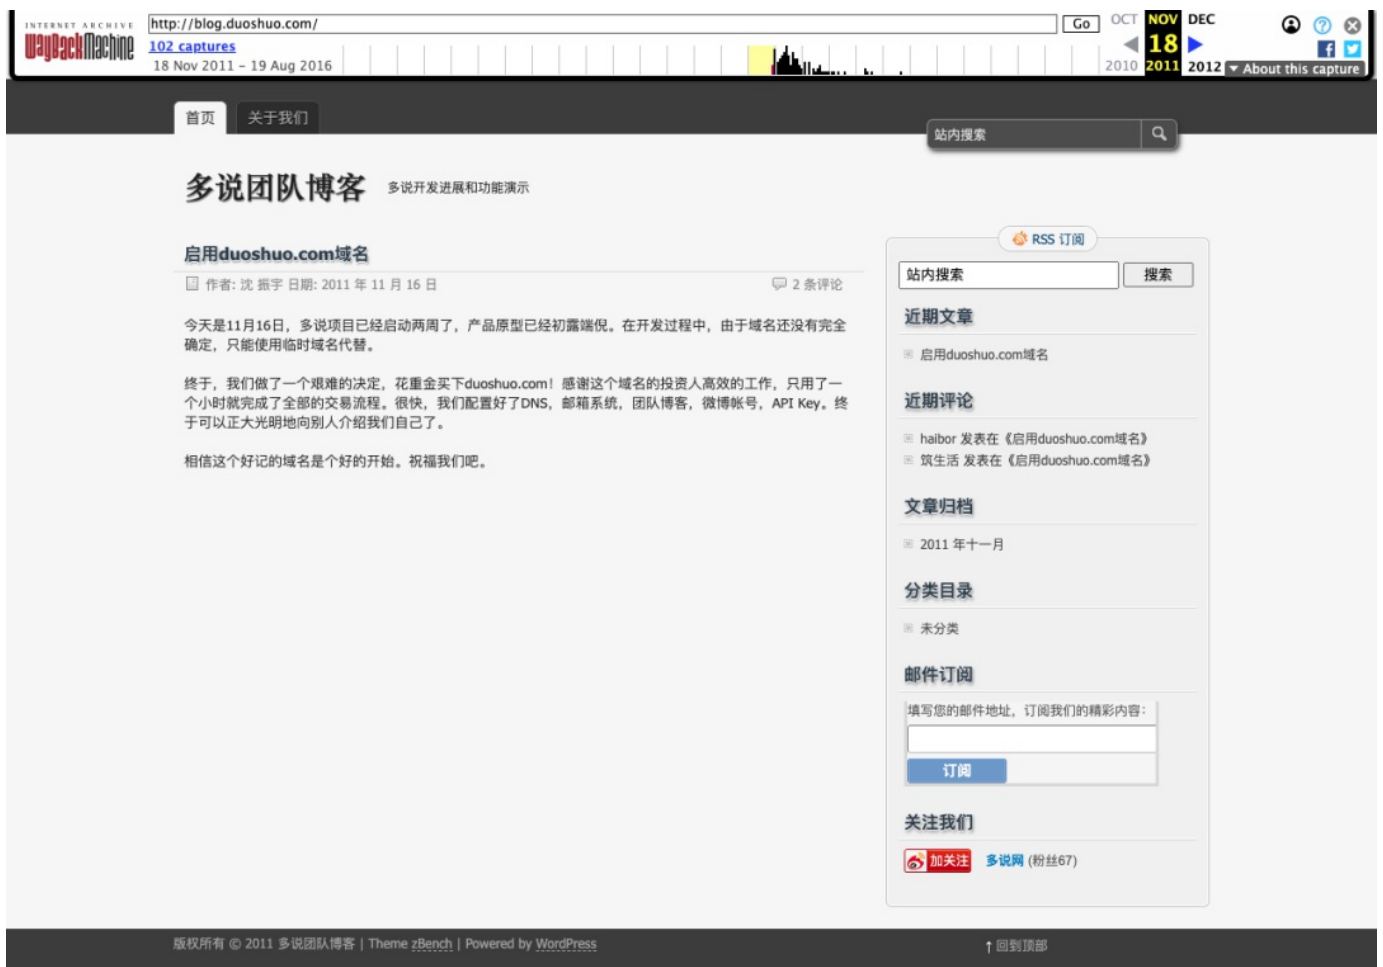 INTERNET ARCHIVE
WayBackMachine
http://blog.duoshuo.com/
Go
102 captures
18 Nov 2011 – 19 Aug 2016
OCT NOV DEC
18
2010 2011 2012
About this capture
首页 关于我们
站内搜索
多说团队博客 多说开发进展和功能演示
启用duoshuo.com域名
作者: 沈 振宇 日期: 2011 年 11 月 16 日 2 条评论
今天是11月16日，多说项目已经启动两周了，产品原型已经初露端倪。在开发过程中，由于域名还没有完全
确定，只能使用临时域名代替。
终于，我们做了一个艰难的决定，花重金买下duoshuo.com！感谢这个域名的投资人高效的工作，只用了一
个小时就完成了全部的交易流程。很快，我们配置好了DNS，邮箱系统，团队博客，微博帐号，API Key。终
于可以正大光明地向别人介绍我们自己了。
相信这个好记的域名是个好的开始。祝福我们吧。
RSS 订阅
站内搜索 搜索
近期文章
启用duoshuo.com域名
近期评论
haibor 发表在《启用duoshuo.com域名》
筑生活 发表在《启用duoshuo.com域名》
文章归档
2011 年十一月
分类目录
未分类
邮件订阅
填写您的邮件地址，订阅我们的精彩内容：
订阅
关注我们
加关注 多说网 (粉丝67)
版权所有 © 2011 多说团队博客 | Theme zBench | Powered by WordPress
↑ 回到顶部